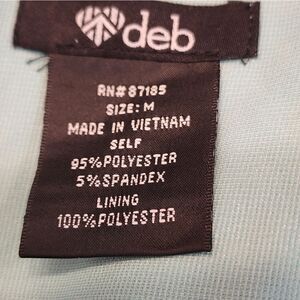 deb
RN# 87185
SIZE: M
MADE IN VIETNAM
SELF
95% POLYESTER
5% SPANDEX
LINING
100% POLYESTER